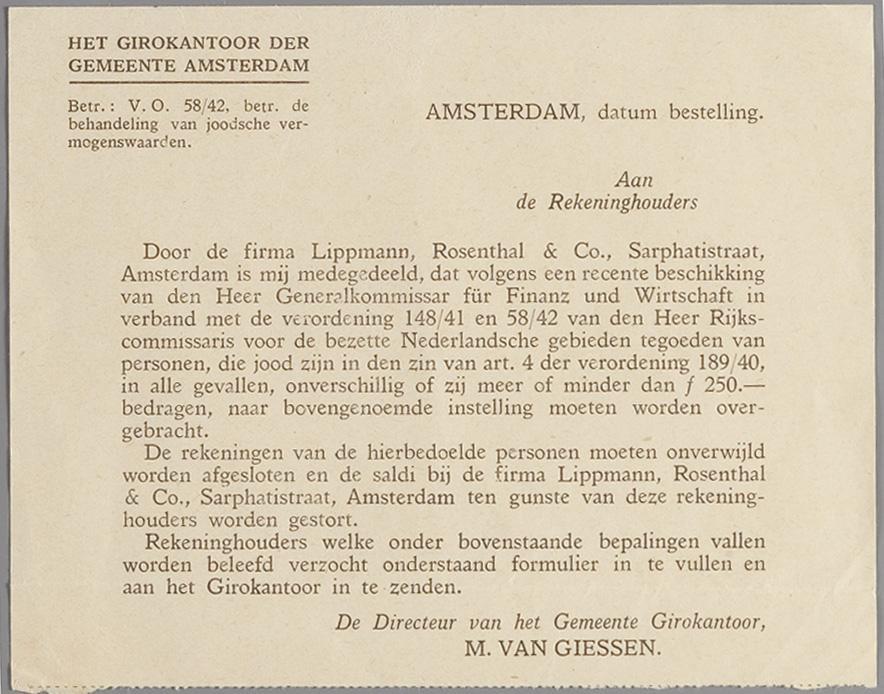 HET GIROKANTOOR DER
GEMEENTE AMSTERDAM
Betr.: V. O. 58/42, betr. de
behandeling van joodsche ver-
mogenswaarden.
AMSTERDAM, datum bestelling.
Aan
de Rekeninghouders
Door de firma Lippmann, Rosenthal & Co., Sarphatistraat,
Amsterdam is mij medegedeeld, dat volgens een recente beschikking
van den Heer Generalkommissar für Finanz und Wirtschaft in
verband met de verordening 148/41 en 58/42 van den Heer Rijks-
commissaris voor de bezette Nederlandsche gebieden tegoeden van
personen, die jood zijn in den zin van art. 4 der verordening 189/40,
in alle gevallen, onverschillig of zij meer of minder dan f 250.—
bedragen, naar bovengenoemde instelling moeten worden over-
gebracht.
De rekeningen van de hierbedoelde personen moeten onverwijld
worden afgesloten en de saldi bij de firma Lippmann, Rosenthal
& Co., Sarphatistraat, Amsterdam ten gunste van deze rekening-
houders worden gestort.
Rekeninghouders welke onder bovenstaande bepalingen vallen
worden beleefd verzocht onderstaand formulier in te vullen en
aan het Girokantoor in te zenden.
De Directeur van het Gemeente Girokantoor,
M. VAN GIESSEN.